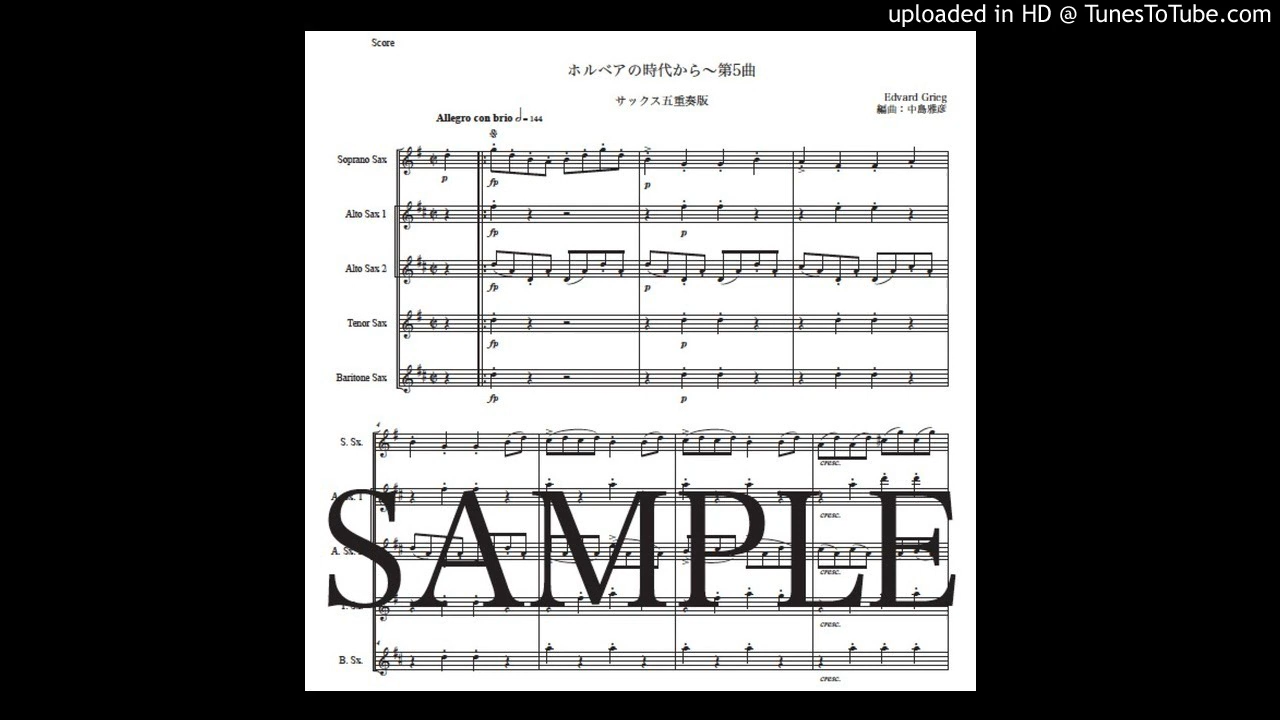 uploaded in HD @ TunesToTube.com
Score
ホルベアの時代から～第5曲
サックス五重奏版
Edvard Grieg
編曲：中島雅彦
Allegro con brio = 144
Soprano Sax
p
fp
p
Alto Sax 1
fp
p
Alto Sax 2
fp
p
Tenor Sax
fp
p
Baritone Sax
fp
p
4
S. Sx.
cresc.
SAMPLE
cresc.
cresc.
cresc.
4
B. Sx.
cresc.